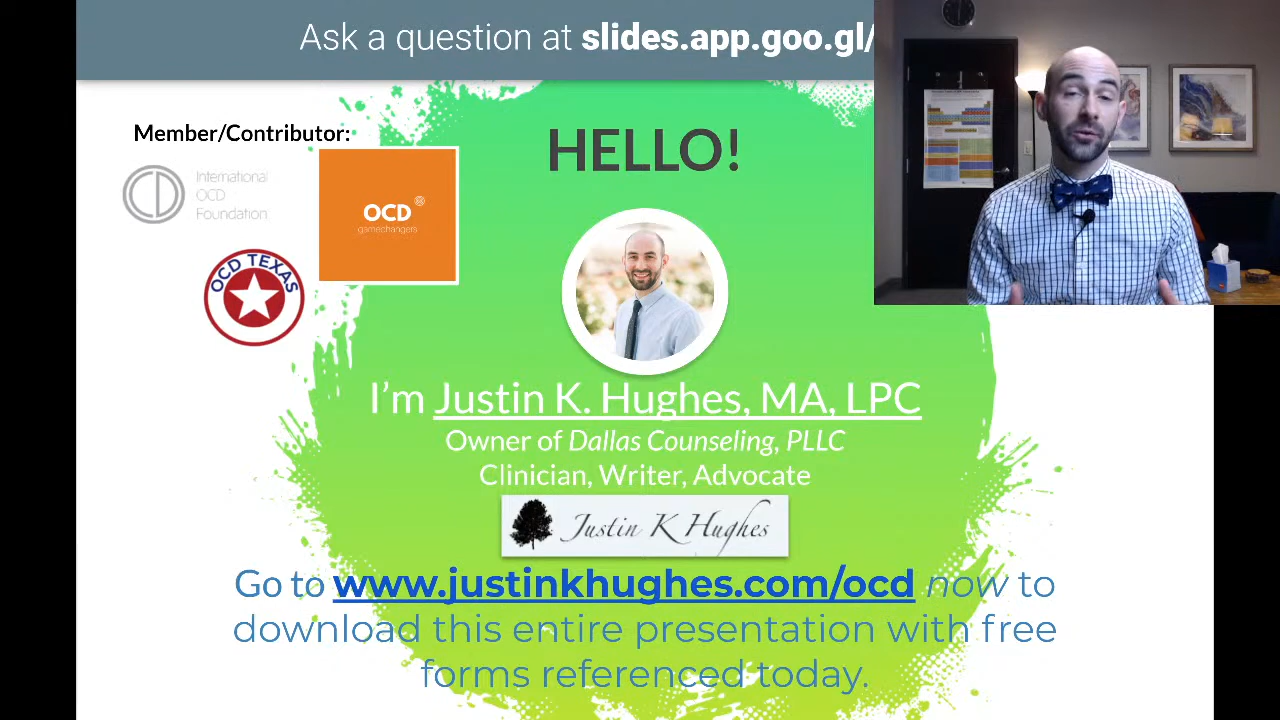 Ask a question at slides.app.goo.gl/
Member/Contributor:
HELLO!
International
OCD
Foundation
OCD
gamechangers
OCD TEXAS
I'm Justin K. Hughes, MA, LPC
Owner of Dallas Counseling, PLLC
Clinician, Writer, Advocate
Justin K Hughes
Go to www.justinkhughes.com/ocd now to
download this entire presentation with free
forms referenced today.